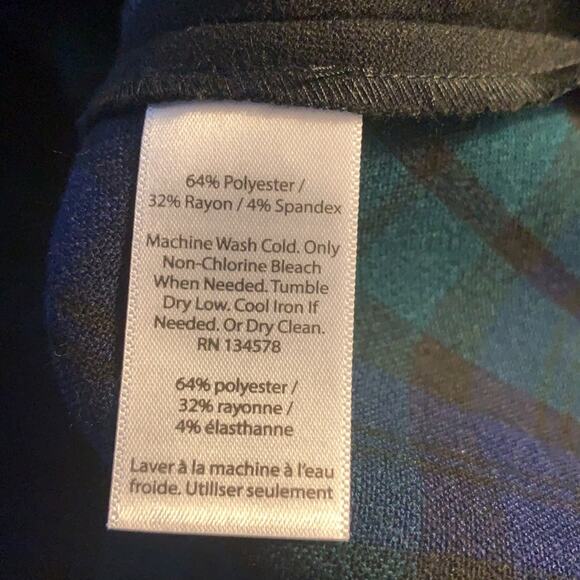 64% Polyester /
32% Rayon / 4% Spandex
Machine Wash Cold. Only
Non-Chlorine Bleach
When Needed. Tumble
Dry Low. Cool Iron If
Needed. Or Dry Clean.
RN 134578
64% polyester /
32% rayonne /
4% élasthanne
Laver à la machine à l'eau
froide. Utiliser seulement